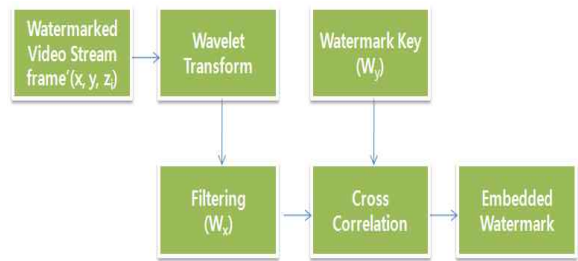 Watermarked
Video Stream
frame'(x, y, zᵢ)
Wavelet
Transform
Watermark Key
(Wy)
Filtering
(Wx)
Cross
Correlation
Embedded
Watermark